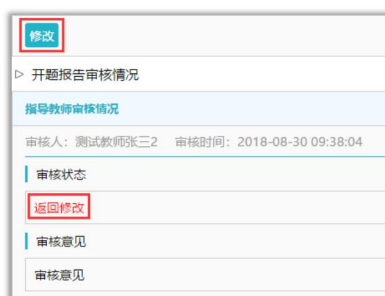 修改
开题报告审核情况
指导教师审核情况
审核人：测试教师张三2 审核时间：2018-08-30 09:38:04
审核状态
返回修改
审核意见
审核意见